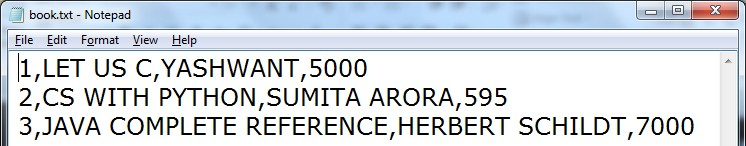 book.txt - Notepad
File Edit Format View Help
1,LET US C,YASHWANT,5000
2,CS WITH PYTHON,SUMITA ARORA,595
3,JAVA COMPLETE REFERENCE,HERBERT SCHILDT,7000